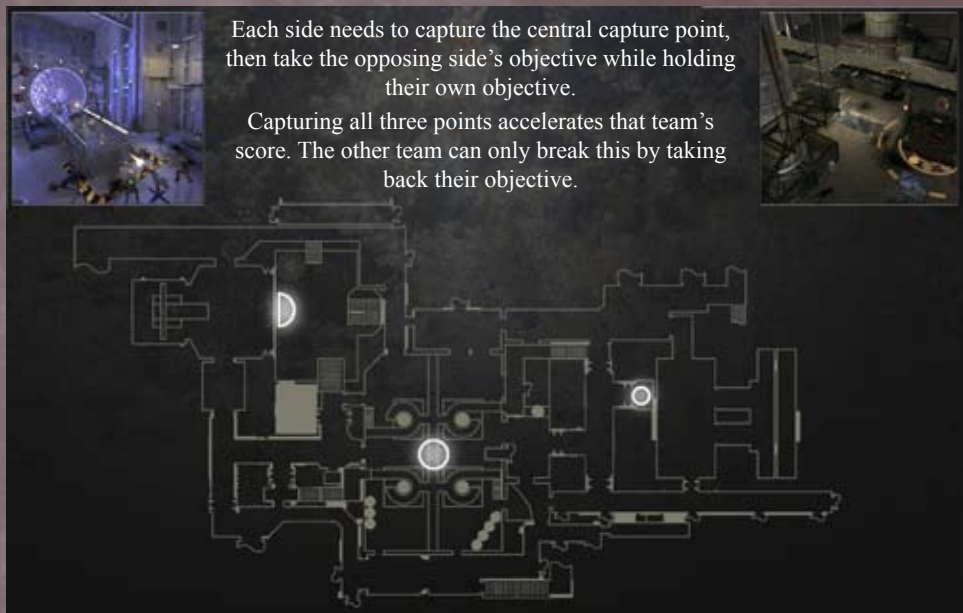 Each side needs to capture the central capture point,
then take the opposing side’s objective while holding
their own objective.
Capturing all three points accelerates that team’s
score. The other team can only break this by taking
back their objective.